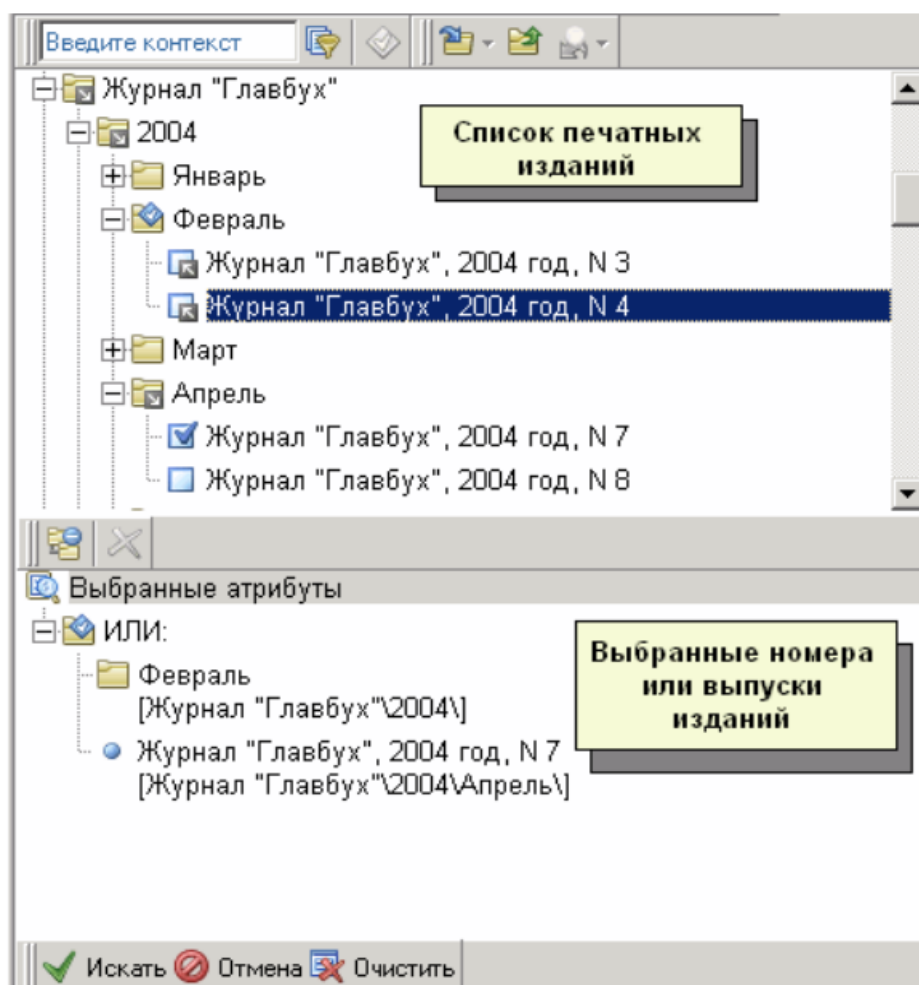 Введите контекст
Журнал "Главбух"
2004
Список печатных
изданий
Январь
Февраль
Журнал "Главбух", 2004 год, N 3
Журнал "Главбух", 2004 год, N 4
Март
Апрель
Журнал "Главбух", 2004 год, N 7
Журнал "Главбух", 2004 год, N 8
Выбранные атрибуты
ИЛИ:
Выбранные номера
или выпуски
изданий
Февраль
[Журнал "Главбух"\2004\]
Журнал "Главбух", 2004 год, N 7
[Журнал "Главбух"\2004\Апрель\]
Искать Отмена Очистить